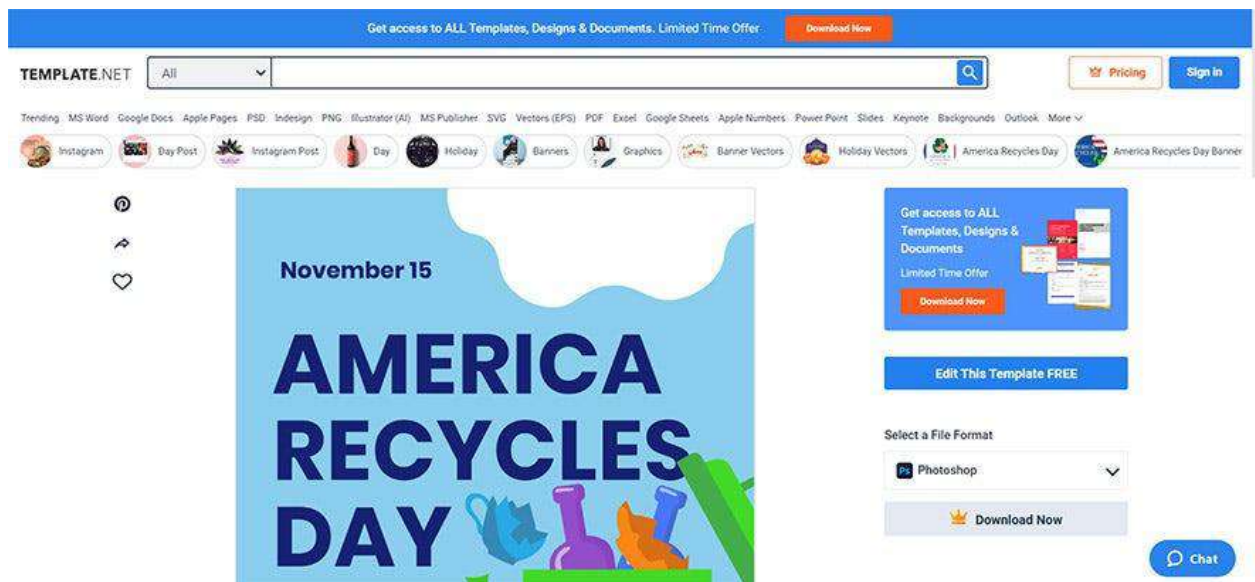 Get access to ALL Templates, Designs & Documents. Limited Time Offer Download Now
TEMPLATE.NET All Pricing Sign in
Trending MS Word Google Docs Apple Pages PSD Indesign PNG Illustrator (AI) MS Publisher SVG Vectors (EPS) PDF Excel Google Sheets Apple Numbers Power Point Slides Keynote Backgrounds Outlook More
Instagram Day Post Instagram Post Day Holiday Banners Graphics Banner Vectors Holiday Vectors America Recycles Day America Recycles Day Banner
November 15
AMERICA
RECYCLES
DAY
Get access to ALL
Templates, Designs &
Documents
Limited Time Offer
Download Now
Edit This Template FREE
Select a File Format
Ps Photoshop
Download Now
Chat